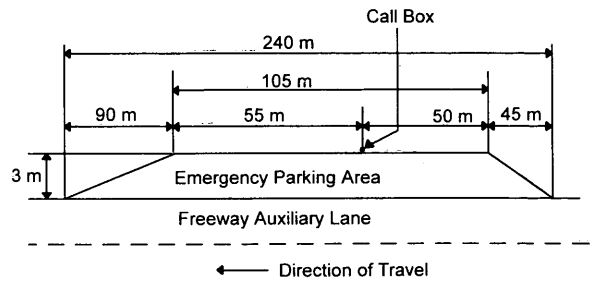 Call Box
240 m
105 m
90 m 55 m 50 m 45 m
3 m
Emergency Parking Area
Freeway Auxiliary Lane
Direction of Travel